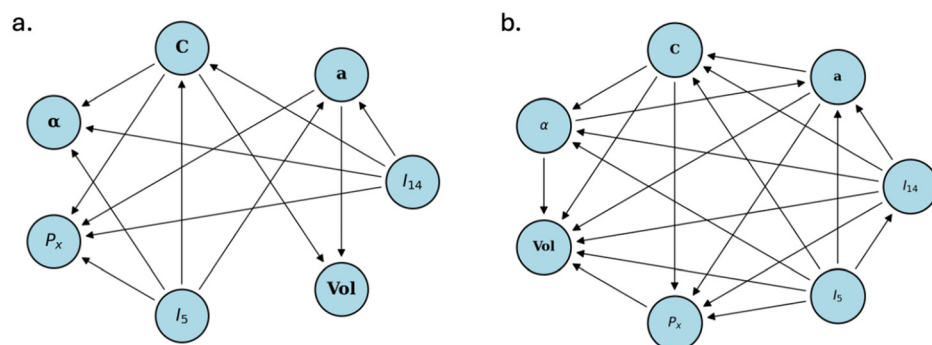 a.
C
a
α
I₁₄
Pₓ
Vol
I₅
b.
C
a
α
I₁₄
Vol
I₅
Pₓ